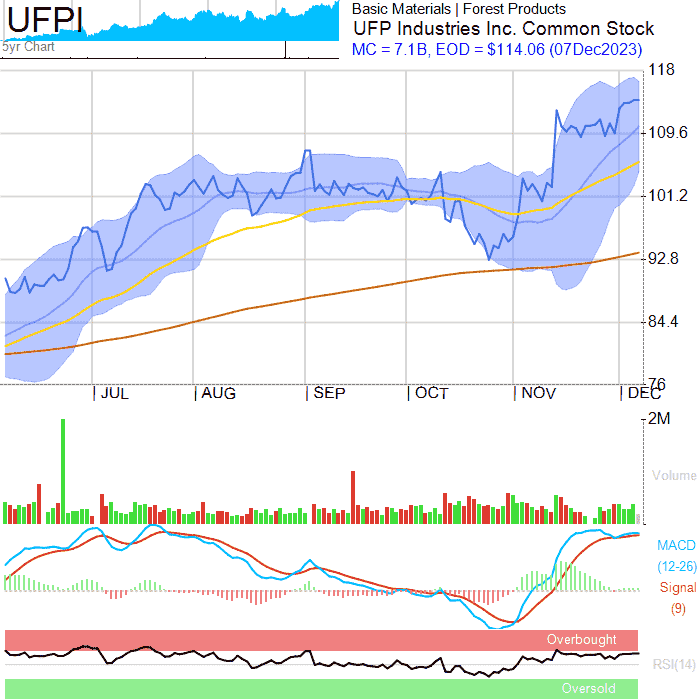 UFPI
5yr Chart
Basic Materials | Forest Products
UFP Industries Inc. Common Stock
MC = 7.1B, EOD = $114.06 (07Dec2023)
118
109.6
101.2
92.8
84.4
76
JUL AUG SEP OCT NOV DEC
2M
Volume
MACD
(12-26)
Signal
(9)
Overbought
RSI(14)
Oversold